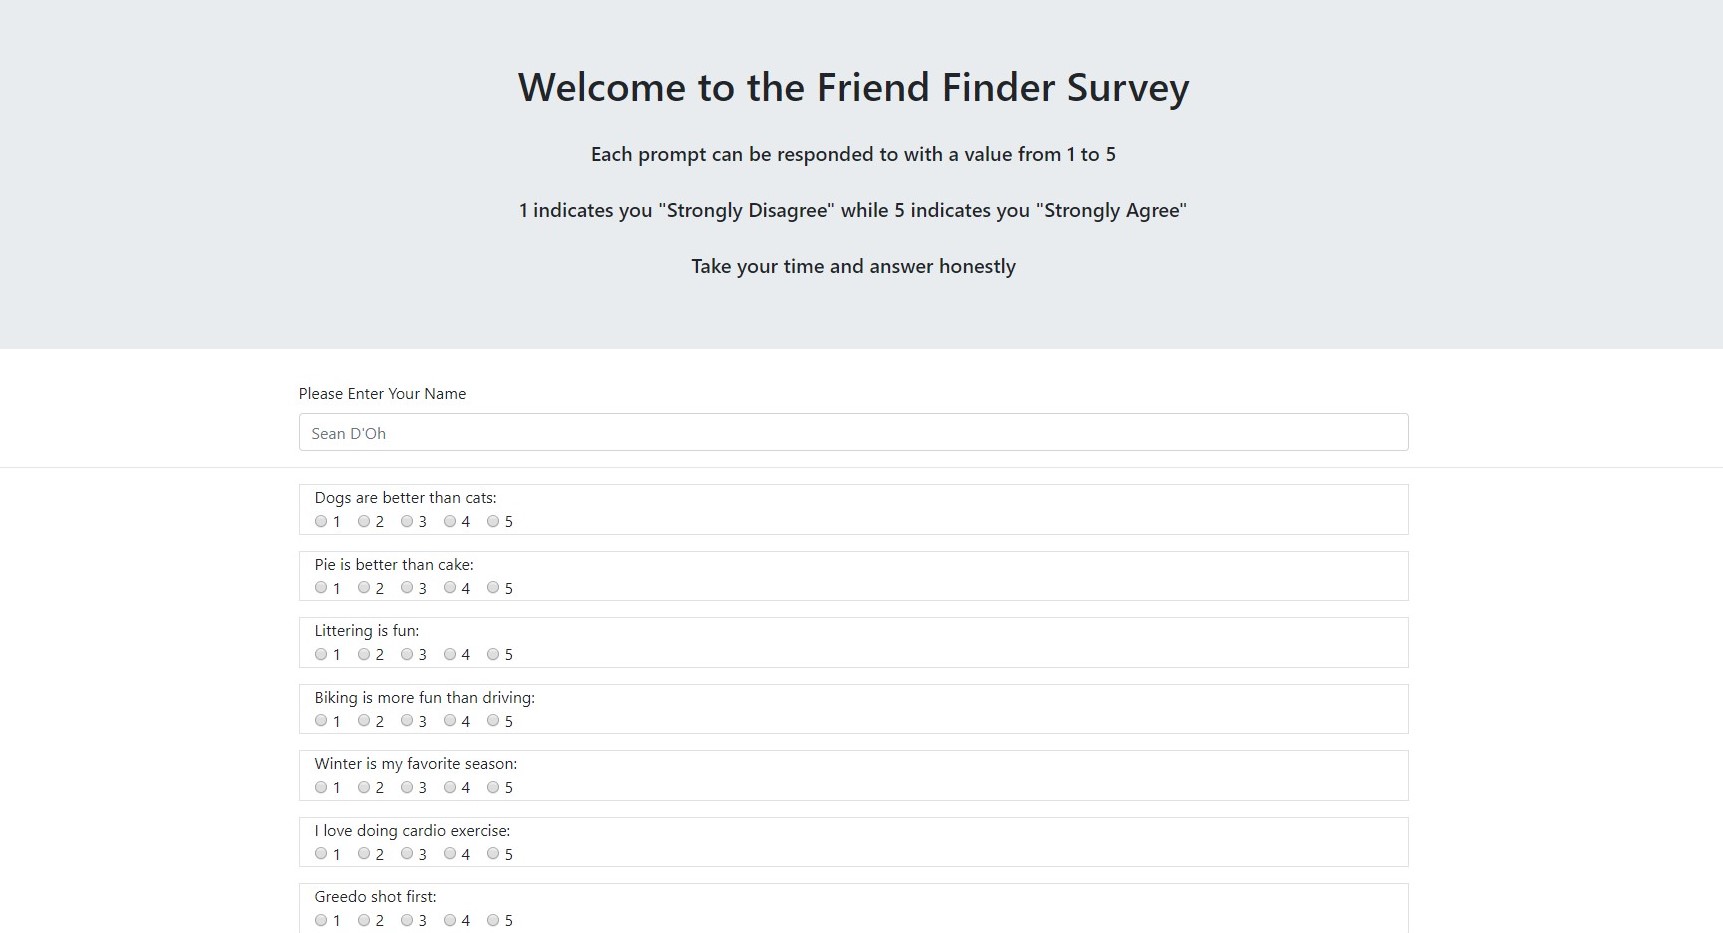 Welcome to the Friend Finder Survey
Each prompt can be responded to with a value from 1 to 5
1 indicates you "Strongly Disagree" while 5 indicates you "Strongly Agree"
Take your time and answer honestly
Please Enter Your Name
Sean D'Oh
Dogs are better than cats:
1 2 3 4 5
Pie is better than cake:
1 2 3 4 5
Littering is fun:
1 2 3 4 5
Biking is more fun than driving:
1 2 3 4 5
Winter is my favorite season:
1 2 3 4 5
I love doing cardio exercise:
1 2 3 4 5
Greedo shot first:
1 2 3 4 5